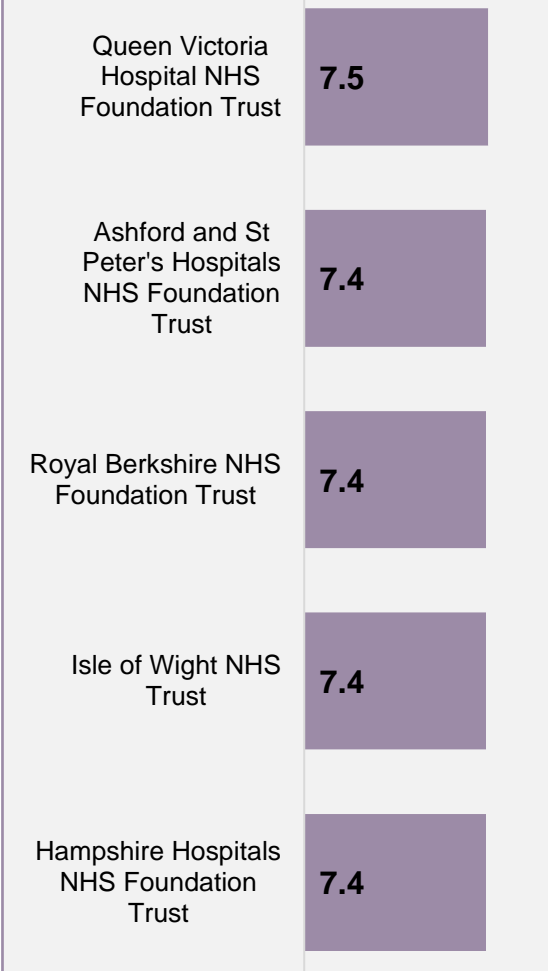 Queen Victoria
Hospital NHS
Foundation Trust
7.5
Ashford and St
Peter's Hospitals
NHS Foundation
Trust
7.4
Royal Berkshire NHS
Foundation Trust
7.4
Isle of Wight NHS
Trust
7.4
Hampshire Hospitals
NHS Foundation
Trust
7.4